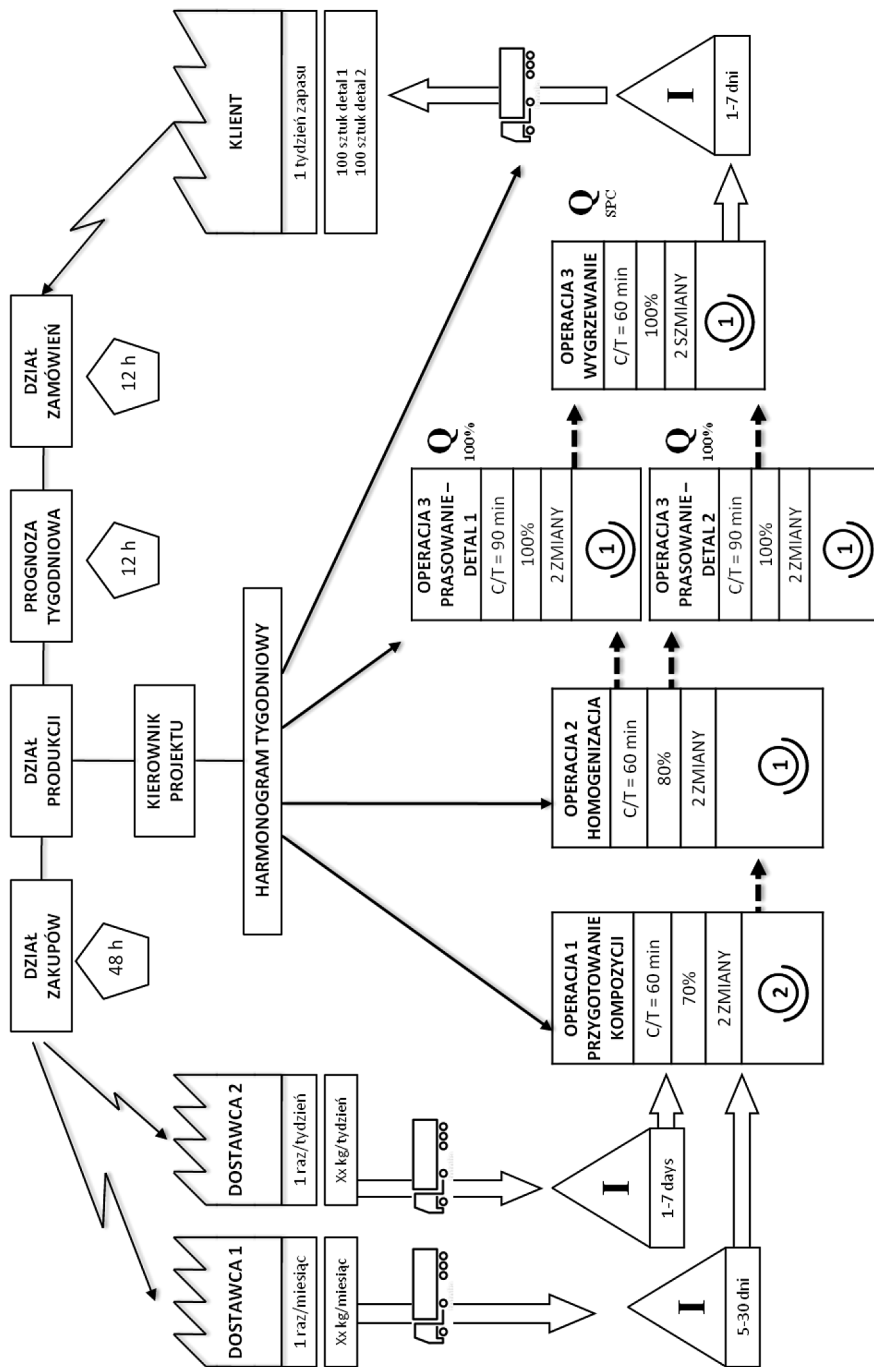 DZIAŁ
ZAKUPÓW
48 h
DZIAŁ
PRODUKCJI
PROGNOZA
TYGODNIOWA
12 h
DZIAŁ
ZAMÓWIEŃ
12 h
KIEROWNIK
PROJEKTU
HARMONOGRAM TYGODNIOWY
DOSTAWCA 1
1 raz/miesiąc
Xx kg/miesiąc
DOSTAWCA 2
1 raz/tydzień
Xx kg/tydzień
KLIENT
1 tydzień zapasu
100 sztuk detal 1
100 sztuk detal 2
I
5-30 dni
I
1-7 days
OPERACJA 1
PRZYGOTOWANIE
KOMPOZYCJI
C/T = 60 min
70%
2 ZMIANY
2
OPERACJA 2
HOMOGENIZACJA
C/T = 60 min
80%
2 ZMIANY
1
OPERACJA 3
PRASOWANIE –
DETAL 1
C/T = 90 min
100%
2 ZMIANY
1
Q
100%
OPERACJA 3
PRASOWANIE –
DETAL 2
C/T = 90 min
100%
2 ZMIANY
1
Q
100%
OPERACJA 3
WYGRZEWANIE
C/T = 60 min
100%
2 SZMIANY
1
Q
SPC
I
1-7 dni